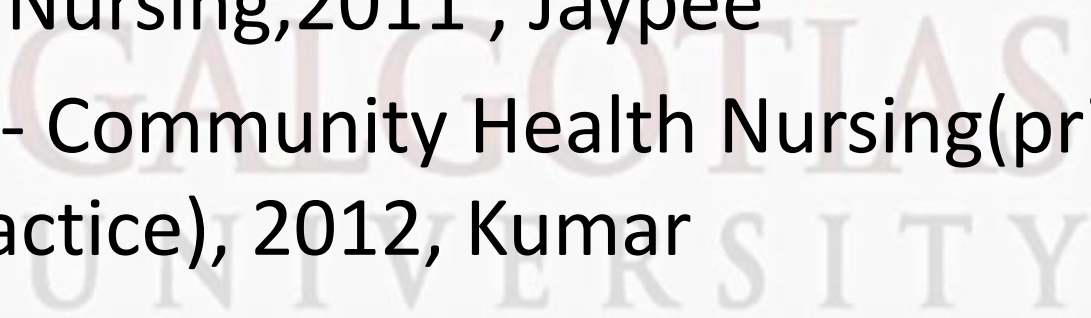 Nursing,2011 , Jaypee
GALGOTIAS
- Community Health Nursing(pr
actice), 2012, Kumar
UNIVERSITY